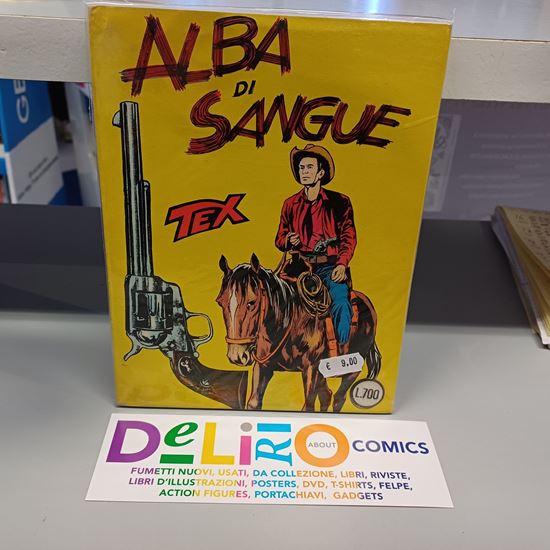 ALBA
DI
SANGUE
TEX
€ 9.00
L.700
DeLiRiO ABOUT COMICS
FUMETTI NUOVI, USATI, DA COLLEZIONE, LIBRI, RIVISTE,
LIBRI D'ILLUSTRAZIONI, POSTERS, DVD, T-SHIRTS, FELPE,
ACTION FIGURES, PORTACHIAVI, GADGETS